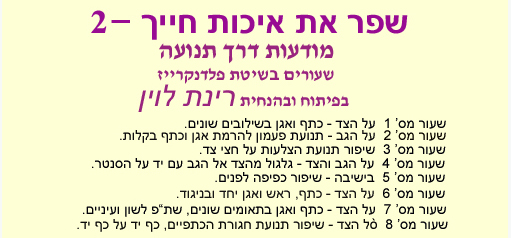 שפר את איכות חייך – 2
מודעות דרך תנועה
שעורים בשיטת פלדנקרייז
בפיתוח ובהנחית רינת לוין
שעור מס' 1 על הצד - כתף ואגן בשילובים שונים.
שעור מס' 2 על הגב - תנועת פעמון להרמת אגן וכתף בקלות.
שעור מס' 3 שיפור תנועת הצלעות על חצי צד.
שעור מס' 4 על הגב והצד - גלגול מהצד אל הגב עם יד על הסנטר.
שעור מס' 5 בישיבה - שיפור כפיפה לפנים.
שעור מס' 6 על הצד - כתף, ראש ואגן יחד ובניגוד.
שעור מס' 7 על הצד - כתף ואגן בתאומים שונים, שת"פ לשון ועיניים.
שעור מס' 8 סֿל הצד - שיפור תנועת חגורת הכתפיים, כף יד על כף יד.